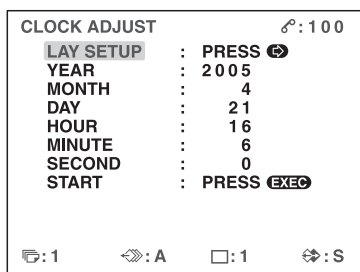 CLOCK ADJUST :100
LAY SETUP : PRESS
YEAR : 2005
MONTH : 4
DAY : 21
HOUR : 16
MINUTE : 6
SECOND : 0
START : PRESS EXEC
:1 :A :1 :S